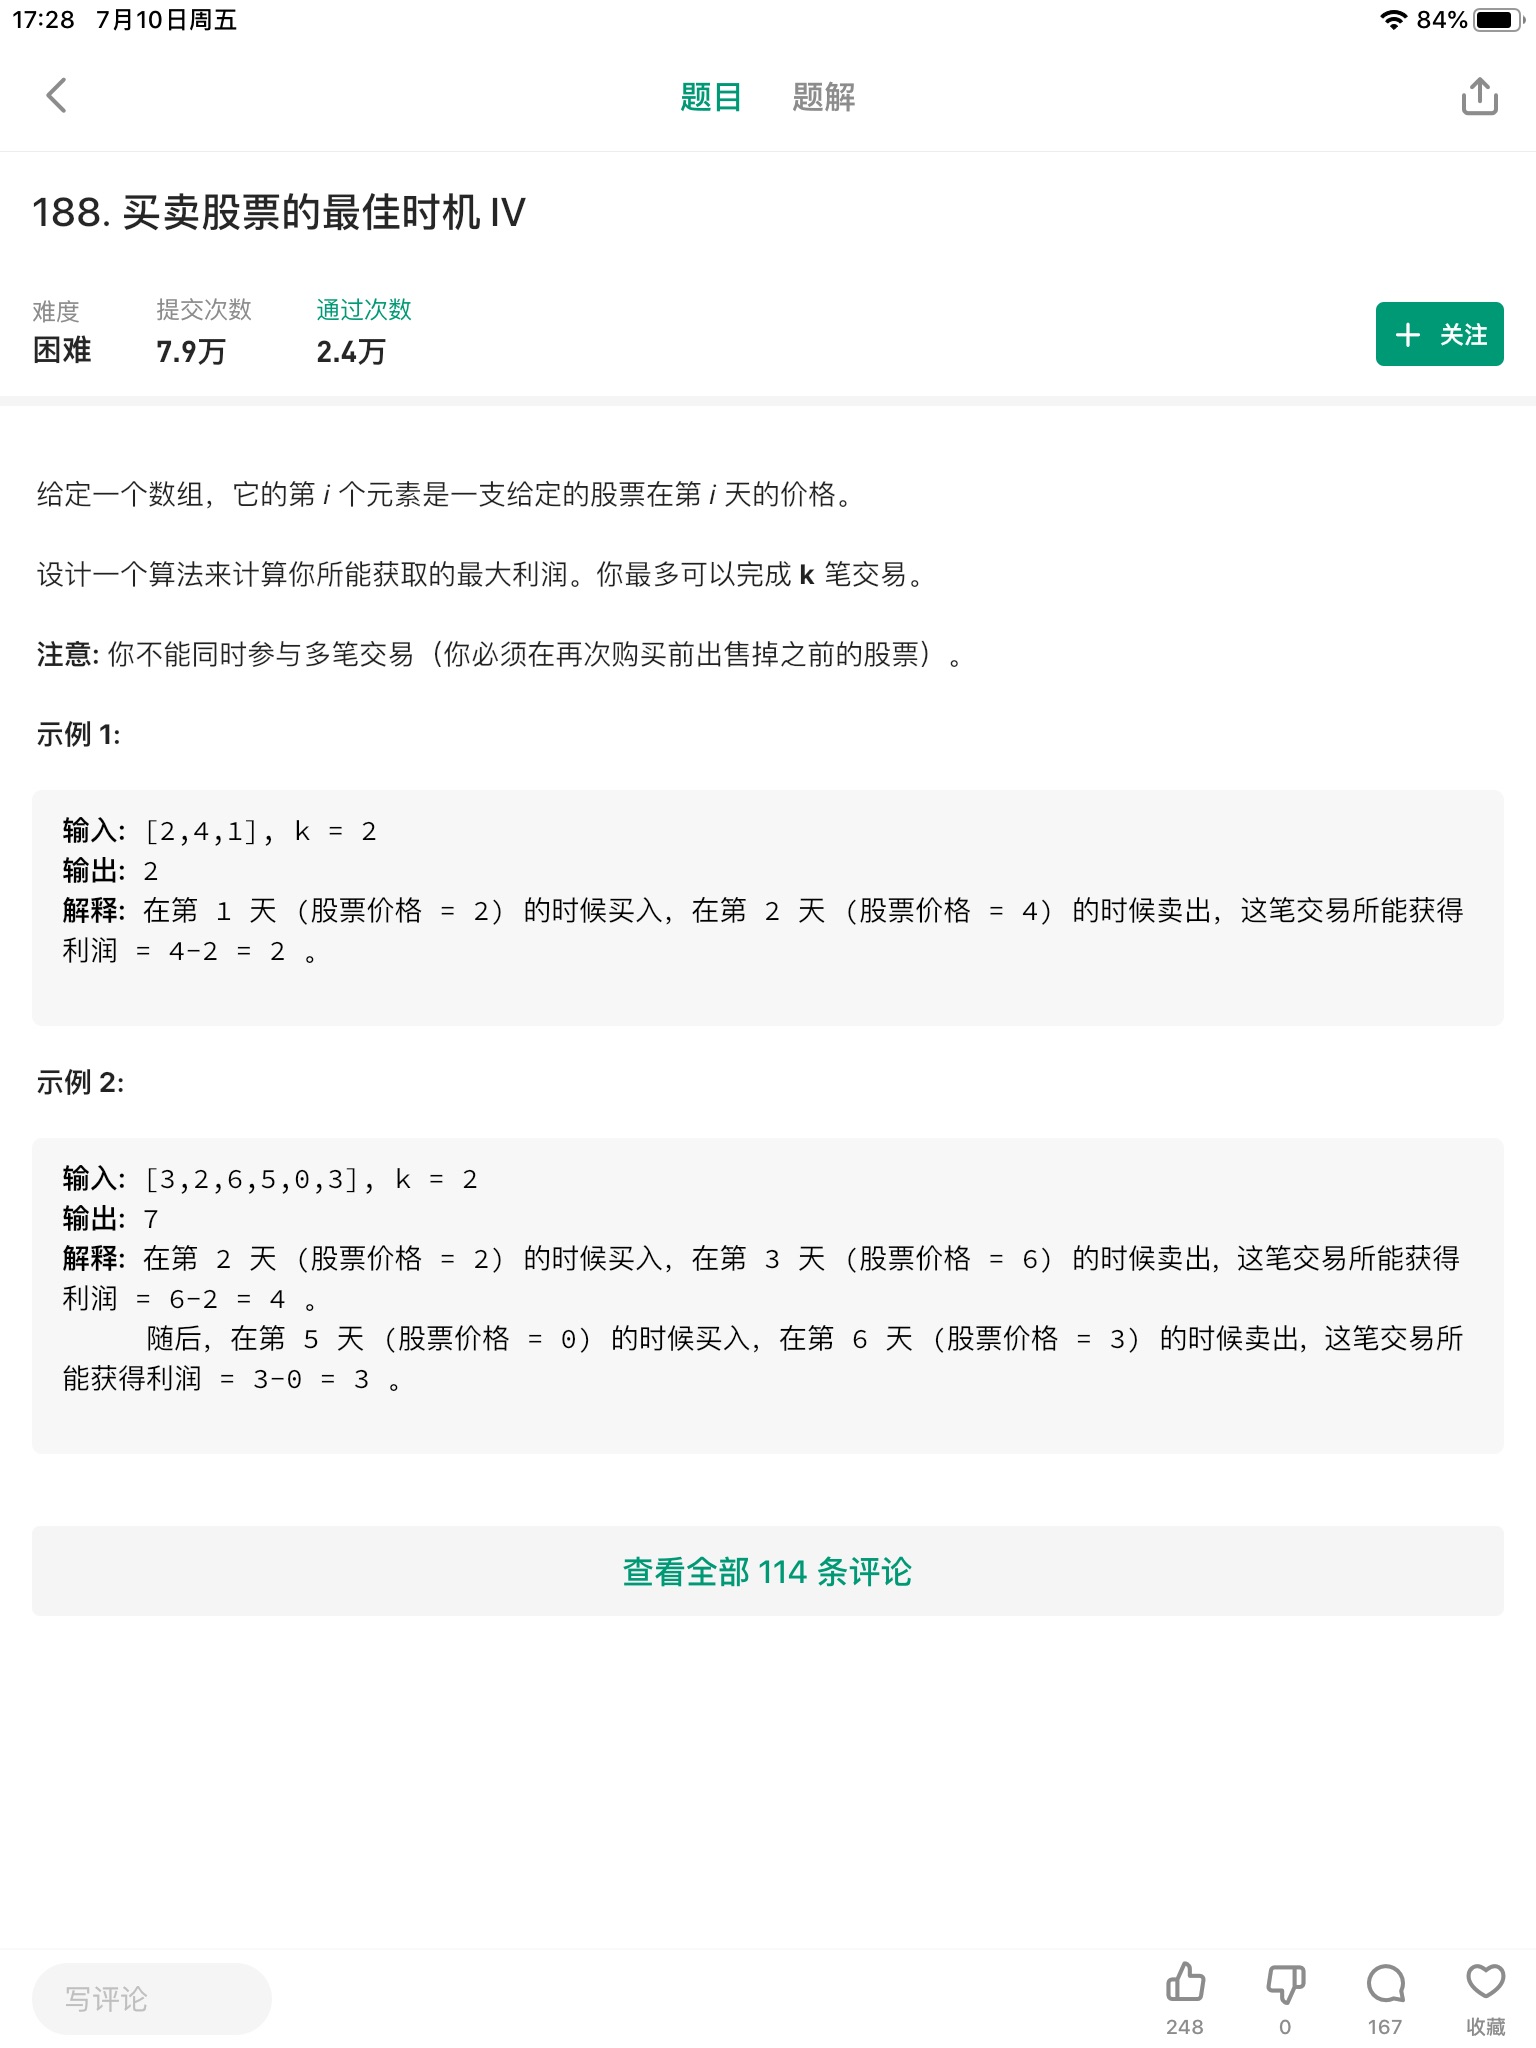 17:28 7月10日周五 84%
题目 题解
188. 买卖股票的最佳时机 IV
难度 提交次数 通过次数
困难 7.9万 2.4万
关注
给定一个数组，它的第 i 个元素是一支给定的股票在第 i 天的价格。
设计一个算法来计算你所能获取的最大利润。你最多可以完成 k 笔交易。
注意: 你不能同时参与多笔交易（你必须在再次购买前出售掉之前的股票）。
示例 1:
输入: [2,4,1], k = 2
输出: 2
解释: 在第 1 天 (股票价格 = 2) 的时候买入，在第 2 天 (股票价格 = 4) 的时候卖出，这笔交易所能获得
利润 = 4-2 = 2 。
示例 2:
输入: [3,2,6,5,0,3], k = 2
输出: 7
解释: 在第 2 天 (股票价格 = 2) 的时候买入，在第 3 天 (股票价格 = 6) 的时候卖出, 这笔交易所能获得
利润 = 6-2 = 4 。
随后，在第 5 天 (股票价格 = 0) 的时候买入，在第 6 天 (股票价格 = 3) 的时候卖出, 这笔交易所
能获得利润 = 3-0 = 3 。
查看全部 114 条评论
写评论
248 0 167 收藏